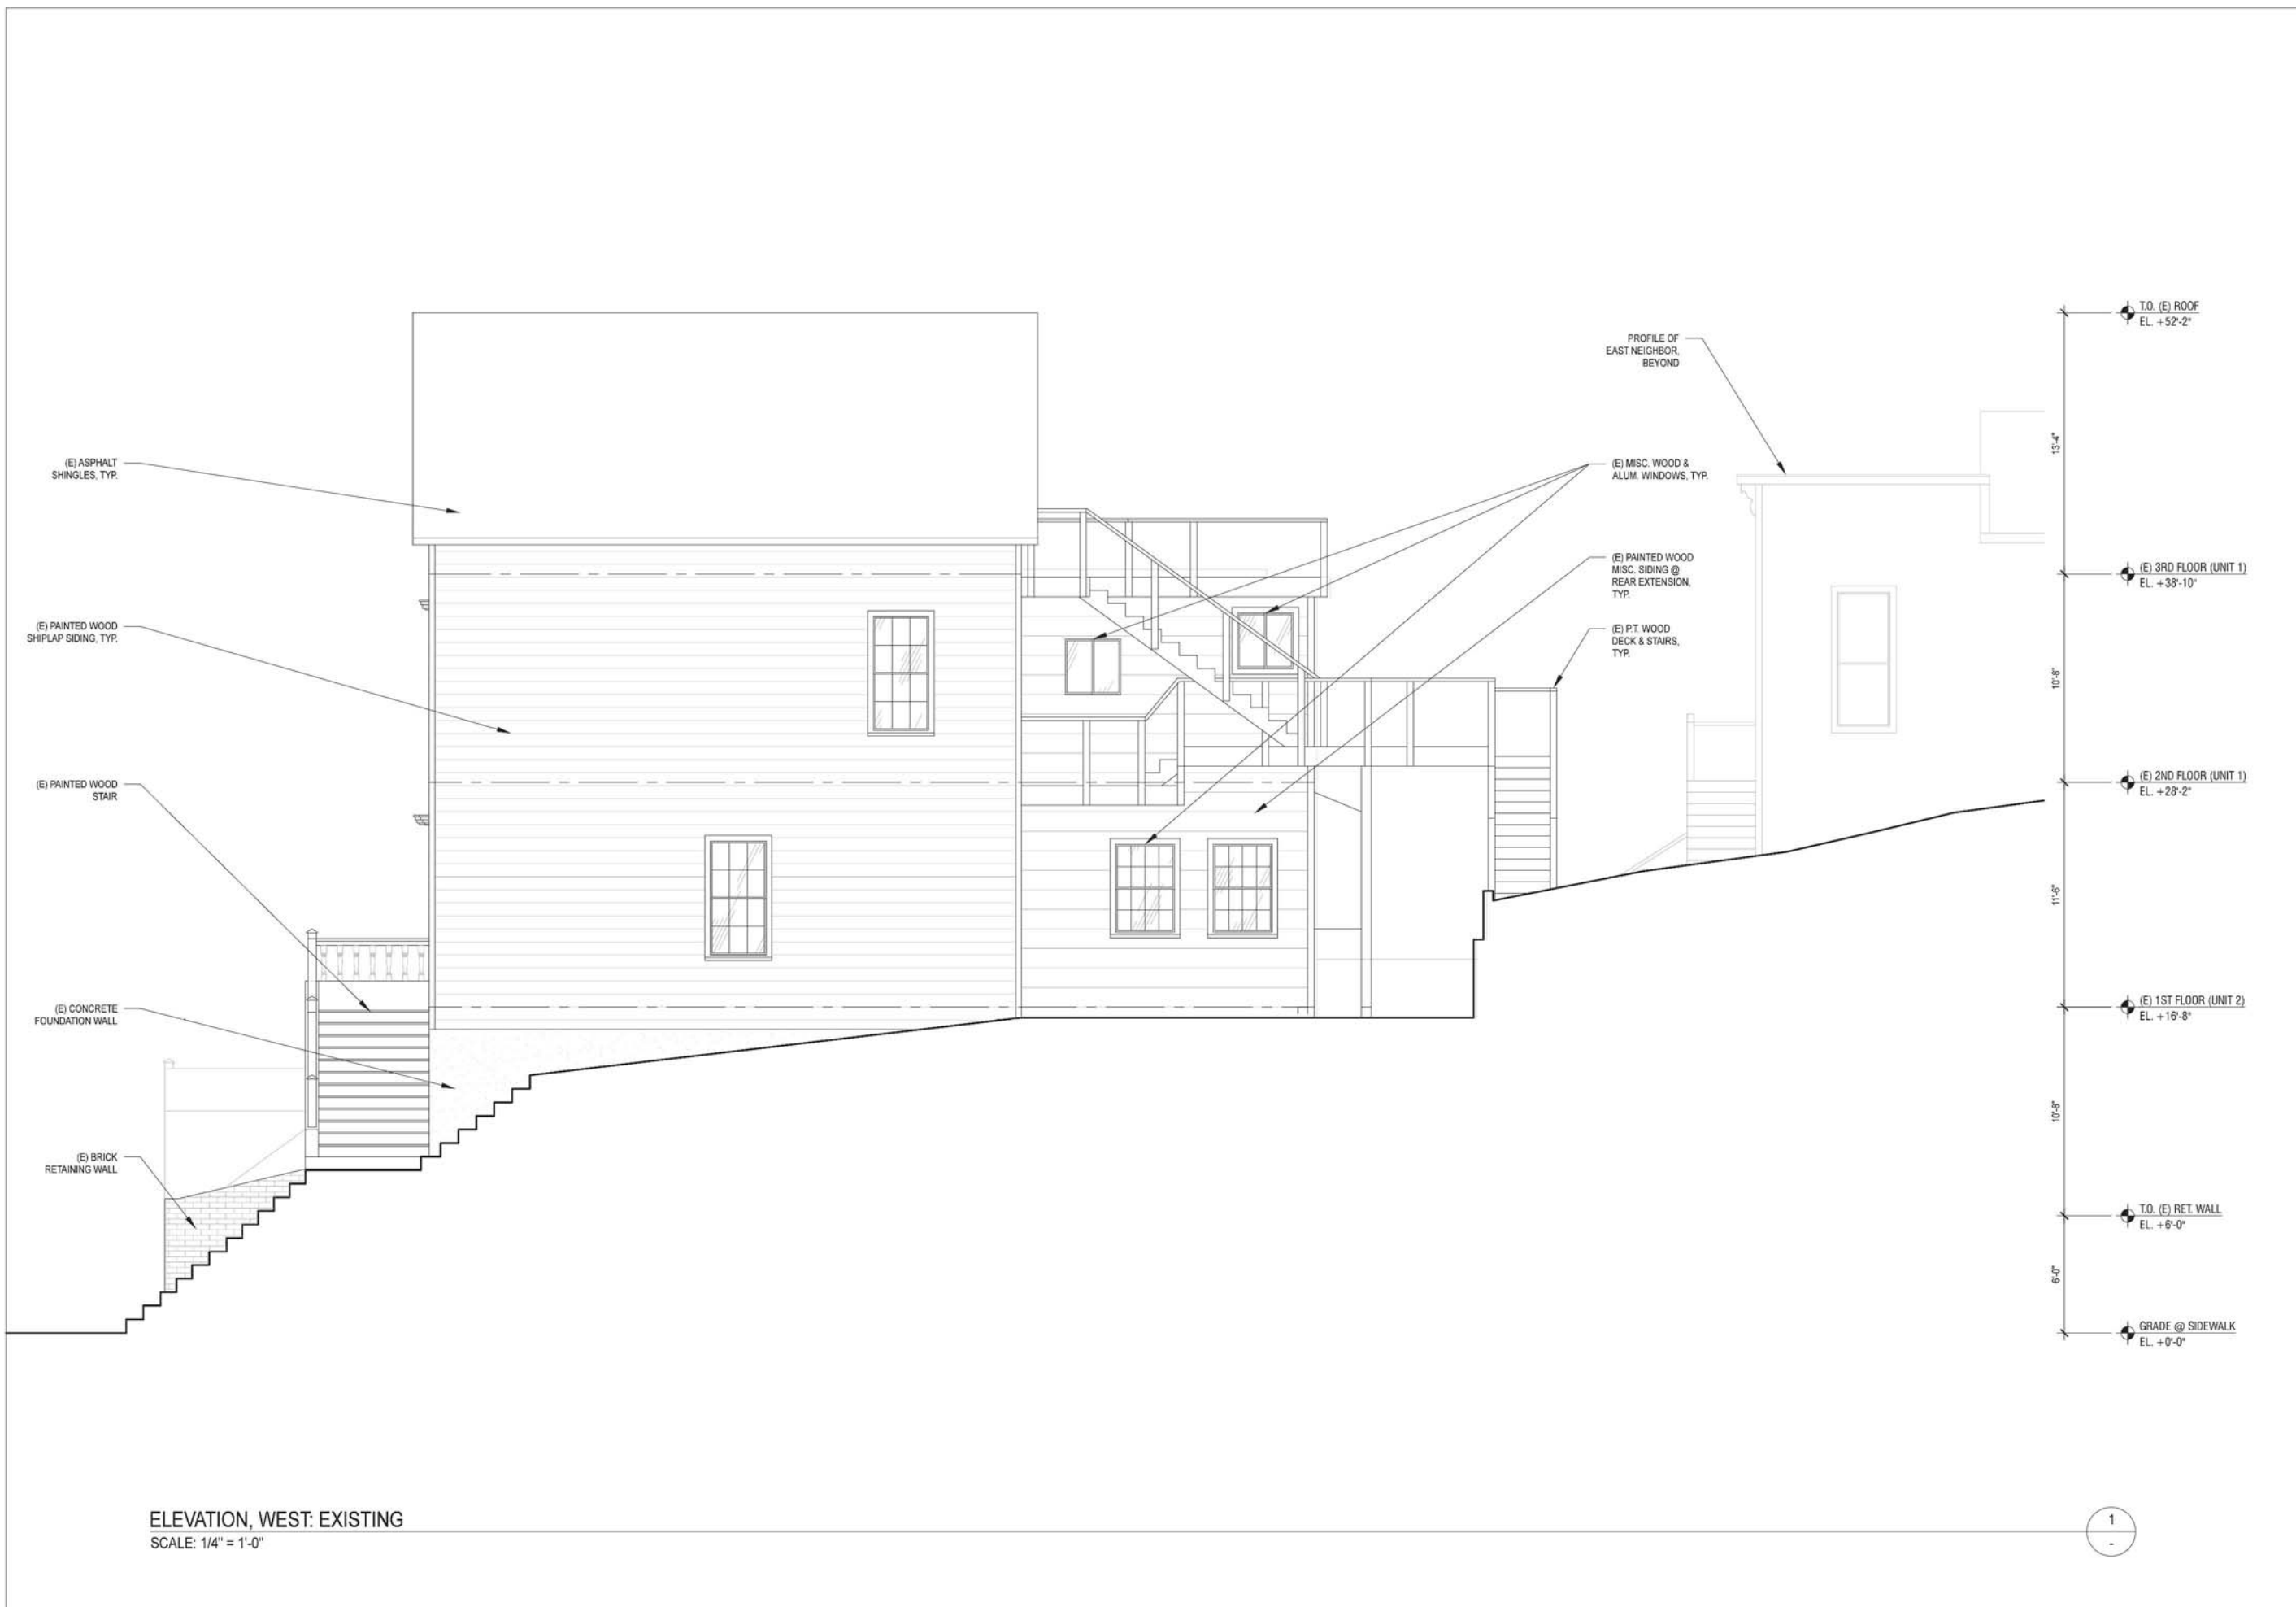 T.O. (E) ROOF
EL. +52'-2"
PROFILE OF
EAST NEIGHBOR,
BEYOND
13'-4"
(E) ASPHALT
SHINGLES, TYP.
(E) MISC. WOOD &
ALUM. WINDOWS, TYP.
(E) PAINTED WOOD
MISC. SIDING @
REAR EXTENSION,
TYP.
(E) 3RD FLOOR (UNIT 1)
EL. +38'-10"
(E) PAINTED WOOD
SHIPLAP SIDING, TYP.
(E) P.T. WOOD
DECK & STAIRS,
TYP.
10'-8"
(E) PAINTED WOOD
STAIR
(E) 2ND FLOOR (UNIT 1)
EL. +28'-2"
11'-6"
(E) CONCRETE
FOUNDATION WALL
(E) 1ST FLOOR (UNIT 2)
EL. +16'-8"
10'-8"
(E) BRICK
RETAINING WALL
T.O. (E) RET. WALL
EL. +6'-0"
6'-0"
GRADE @ SIDEWALK
EL. +0'-0"
ELEVATION, WEST: EXISTING
SCALE: 1/4" = 1'-0"
1
-